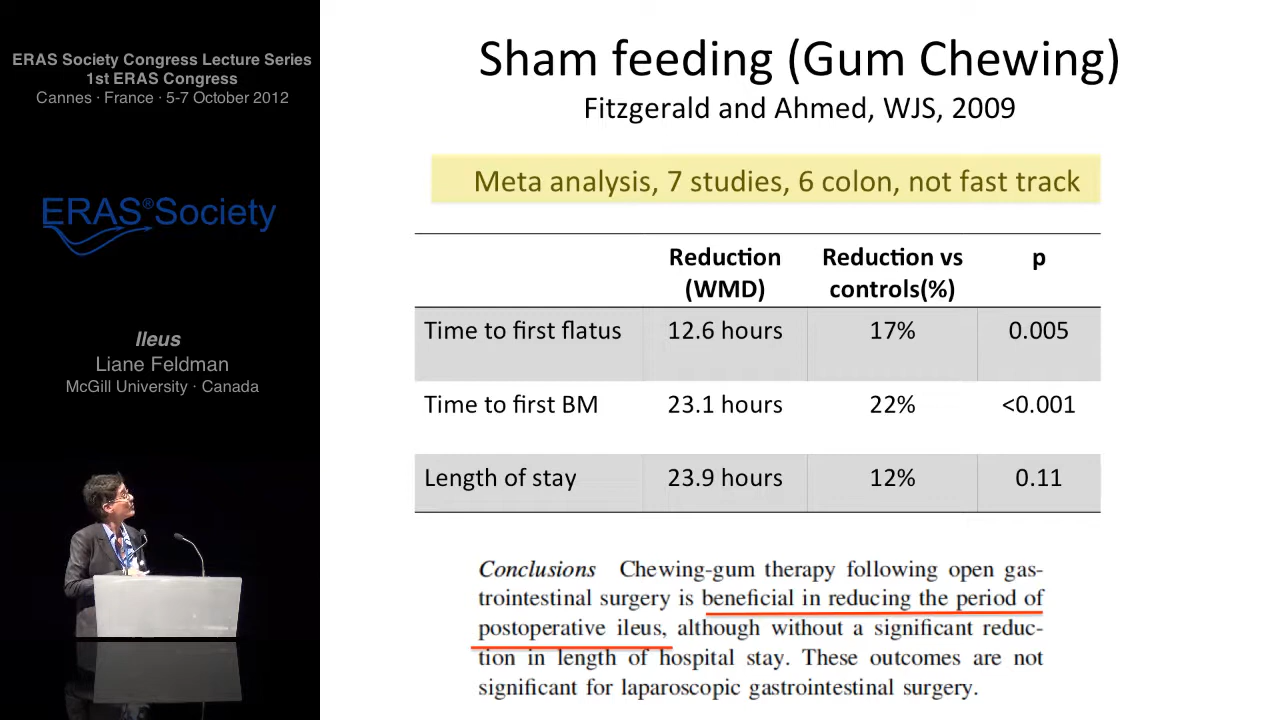 ERAS Society Congress Lecture Series
1st ERAS Congress
Cannes · France · 5-7 October 2012
ERAS®Society
Ileus
Liane Feldman
McGill University · Canada
Sham feeding (Gum Chewing)
Fitzgerald and Ahmed, WJS, 2009
Meta analysis, 7 studies, 6 colon, not fast track
Reduction (WMD) Reduction vs controls(%) p
Time to first flatus 12.6 hours 17% 0.005
Time to first BM 23.1 hours 22% <0.001
Length of stay 23.9 hours 12% 0.11
Conclusions Chewing-gum therapy following open gas-
trointestinal surgery is beneficial in reducing the period of
postoperative ileus, although without a significant reduc-
tion in length of hospital stay. These outcomes are not
significant for laparoscopic gastrointestinal surgery.